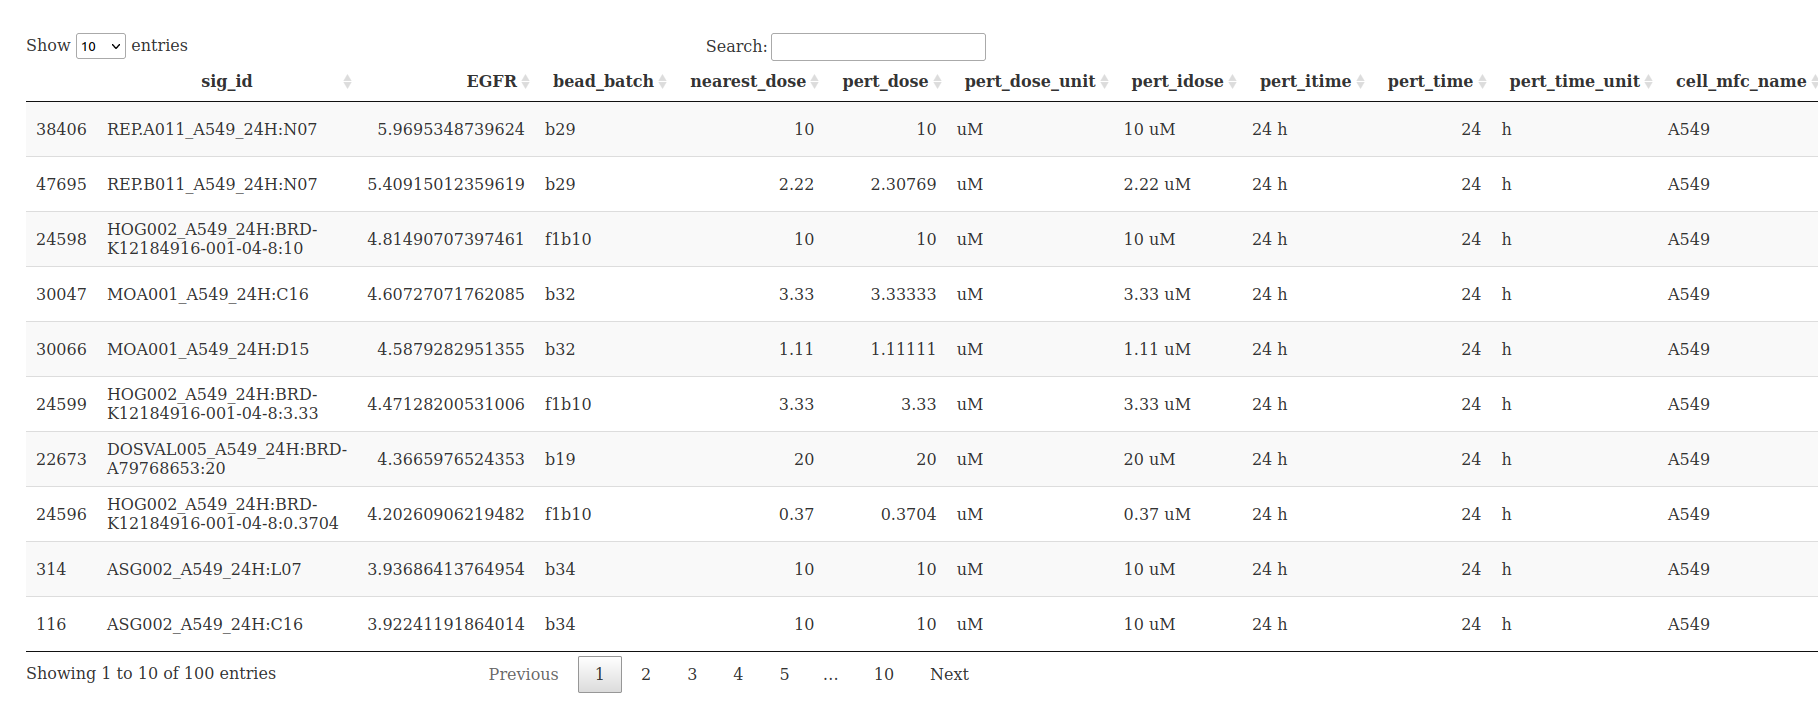 Show 10 entries Search:
sig_id EGFR bead_batch nearest_dose pert_dose pert_dose_unit pert_idose pert_itime pert_time pert_time_unit cell_mfc_name
38406 REP.A011_A549_24H:N07 5.9695348739624 b29 10 10 uM 10 uM 24 h 24 h A549
47695 REP.B011_A549_24H:N07 5.40915012359619 b29 2.22 2.30769 uM 2.22 uM 24 h 24 h A549
24598 HOG002_A549_24H:BRD-
K12184916-001-04-8:10 4.81490707397461 f1b10 10 10 uM 10 uM 24 h 24 h A549
30047 MOA001_A549_24H:C16 4.60727071762085 b32 3.33 3.33333 uM 3.33 uM 24 h 24 h A549
30066 MOA001_A549_24H:D15 4.5879282951355 b32 1.11 1.11111 uM 1.11 uM 24 h 24 h A549
24599 HOG002_A549_24H:BRD-
K12184916-001-04-8:3.33 4.47128200531006 f1b10 3.33 3.33 uM 3.33 uM 24 h 24 h A549
22673 DOSVAL005_A549_24H:BRD-
A79768653:20 4.3665976524353 b19 20 20 uM 20 uM 24 h 24 h A549
24596 HOG002_A549_24H:BRD-
K12184916-001-04-8:0.3704 4.20260906219482 f1b10 0.37 0.3704 uM 0.37 uM 24 h 24 h A549
314 ASG002_A549_24H:L07 3.93686413764954 b34 10 10 uM 10 uM 24 h 24 h A549
116 ASG002_A549_24H:C16 3.92241191864014 b34 10 10 uM 10 uM 24 h 24 h A549
Showing 1 to 10 of 100 entries Previous 1 2 3 4 5 … 10 Next